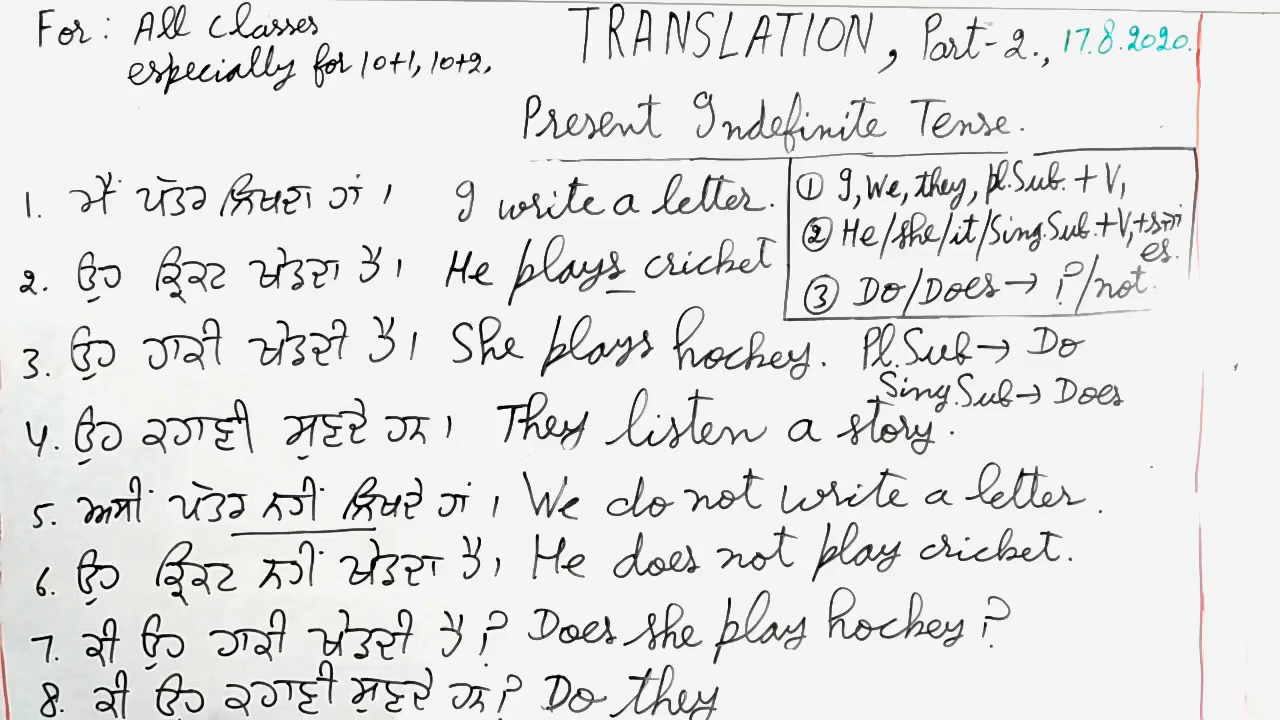 For: All Classes
especially for 10+1, 10+2.
TRANSLATION, Part-2., 17.8.2020.
Present Indefinite Tense.
1. ਮੈਂ ਪੱਤਰ ਲਿਖਦਾ ਹਾਂ। I write a letter.
2. ਉਹ ਕ੍ਰਿਕਟ ਖੇਡਦਾ ਹੈ। He plays cricket
3. ਉਹ ਹਾਕੀ ਖੇਡਦੀ ਹੈ। She plays hockey.
① I, We, they, pl. Sub. + V₁
② He/she/it/Sing. Sub. + V₁ + s ਜਾਂ
es.
③ Do/Does → ?/not.
Pl. Sub → Do
Sing. Sub → Does
4. ਉਹ ਕਹਾਣੀ ਸੁਣਦੇ ਹਨ। They listen a story.
5. ਅਸੀਂ ਪੱਤਰ ਨਹੀਂ ਲਿਖਦੇ ਹਾਂ। We do not write a letter.
6. ਉਹ ਕ੍ਰਿਕਟ ਨਹੀਂ ਖੇਡਦਾ ਹੈ। He does not play cricket.
7. ਕੀ ਉਹ ਹਾਕੀ ਖੇਡਦੀ ਹੈ? Does she play hockey?
8. ਕੀ ਉਹ ਕਹਾਣੀ ਸੁਣਦੇ ਹਨ? Do they